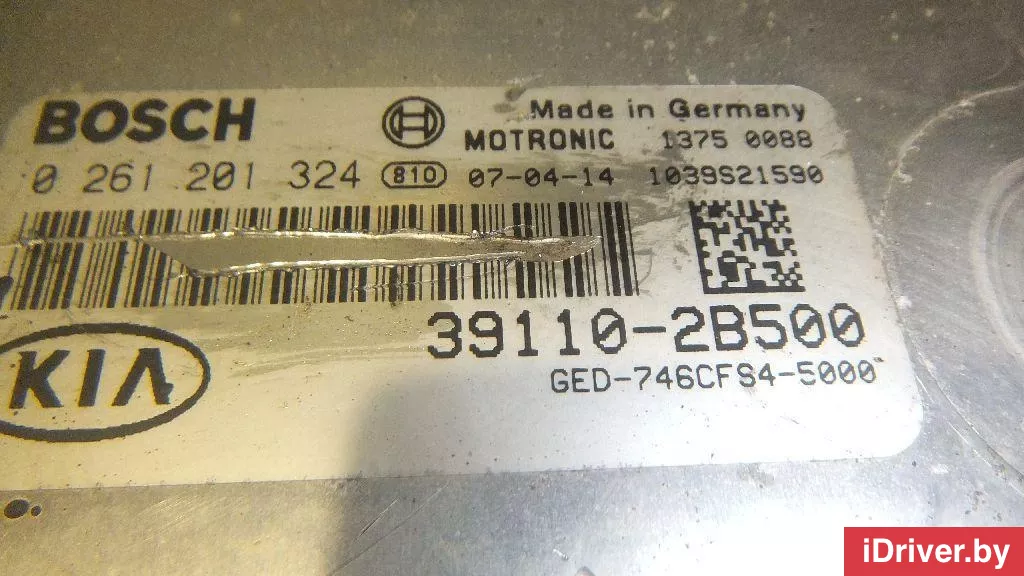 BOSCH
Made in Germany
MOTRONIC 1375 0088
0 261 201 324 810 07-04-14 1039S21590
39110-2B500
KIA
GED-746CFS4-5000
iDriver.by